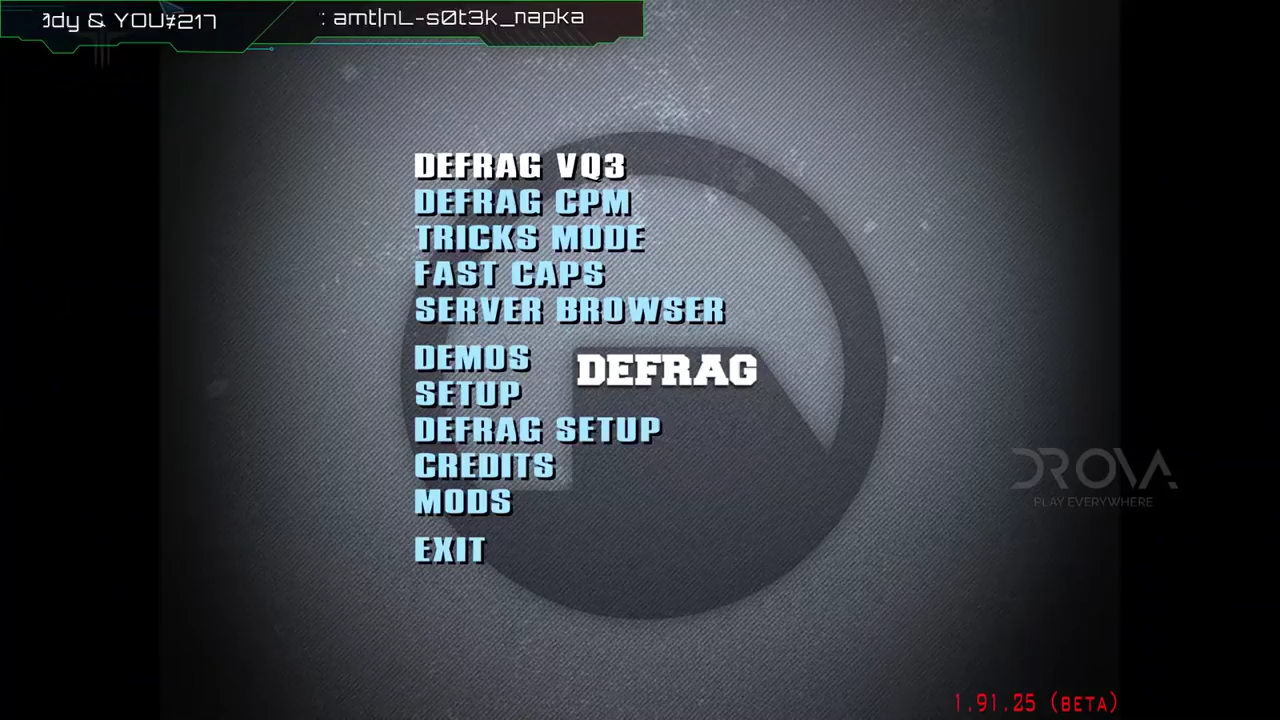 & YOU¥217
: amt|nL-s0t3k_napka
DEFRAG VQ3
DEFRAG CPM
TRICKS MODE
FAST CAPS
SERVER BROWSER
DEMOS
DEFRAG
SETUP
DEFRAG SETUP
CREDITS
MODS
EXIT
DROVA
PLAY EVERYWHERE
1.91.25 (BETA)